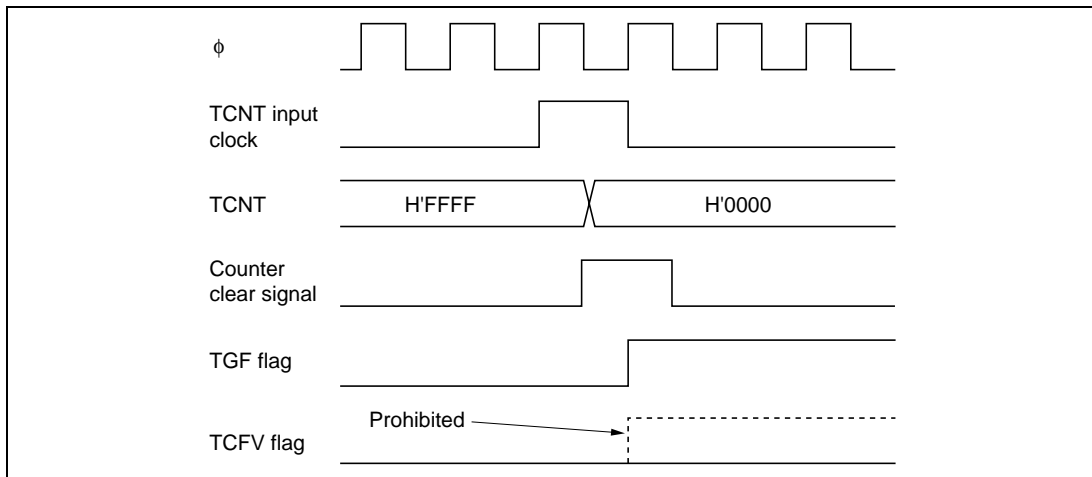 ϕ
TCNT input
clock
TCNT
H'FFFF
H'0000
Counter
clear signal
TGF flag
Prohibited
TCFV flag